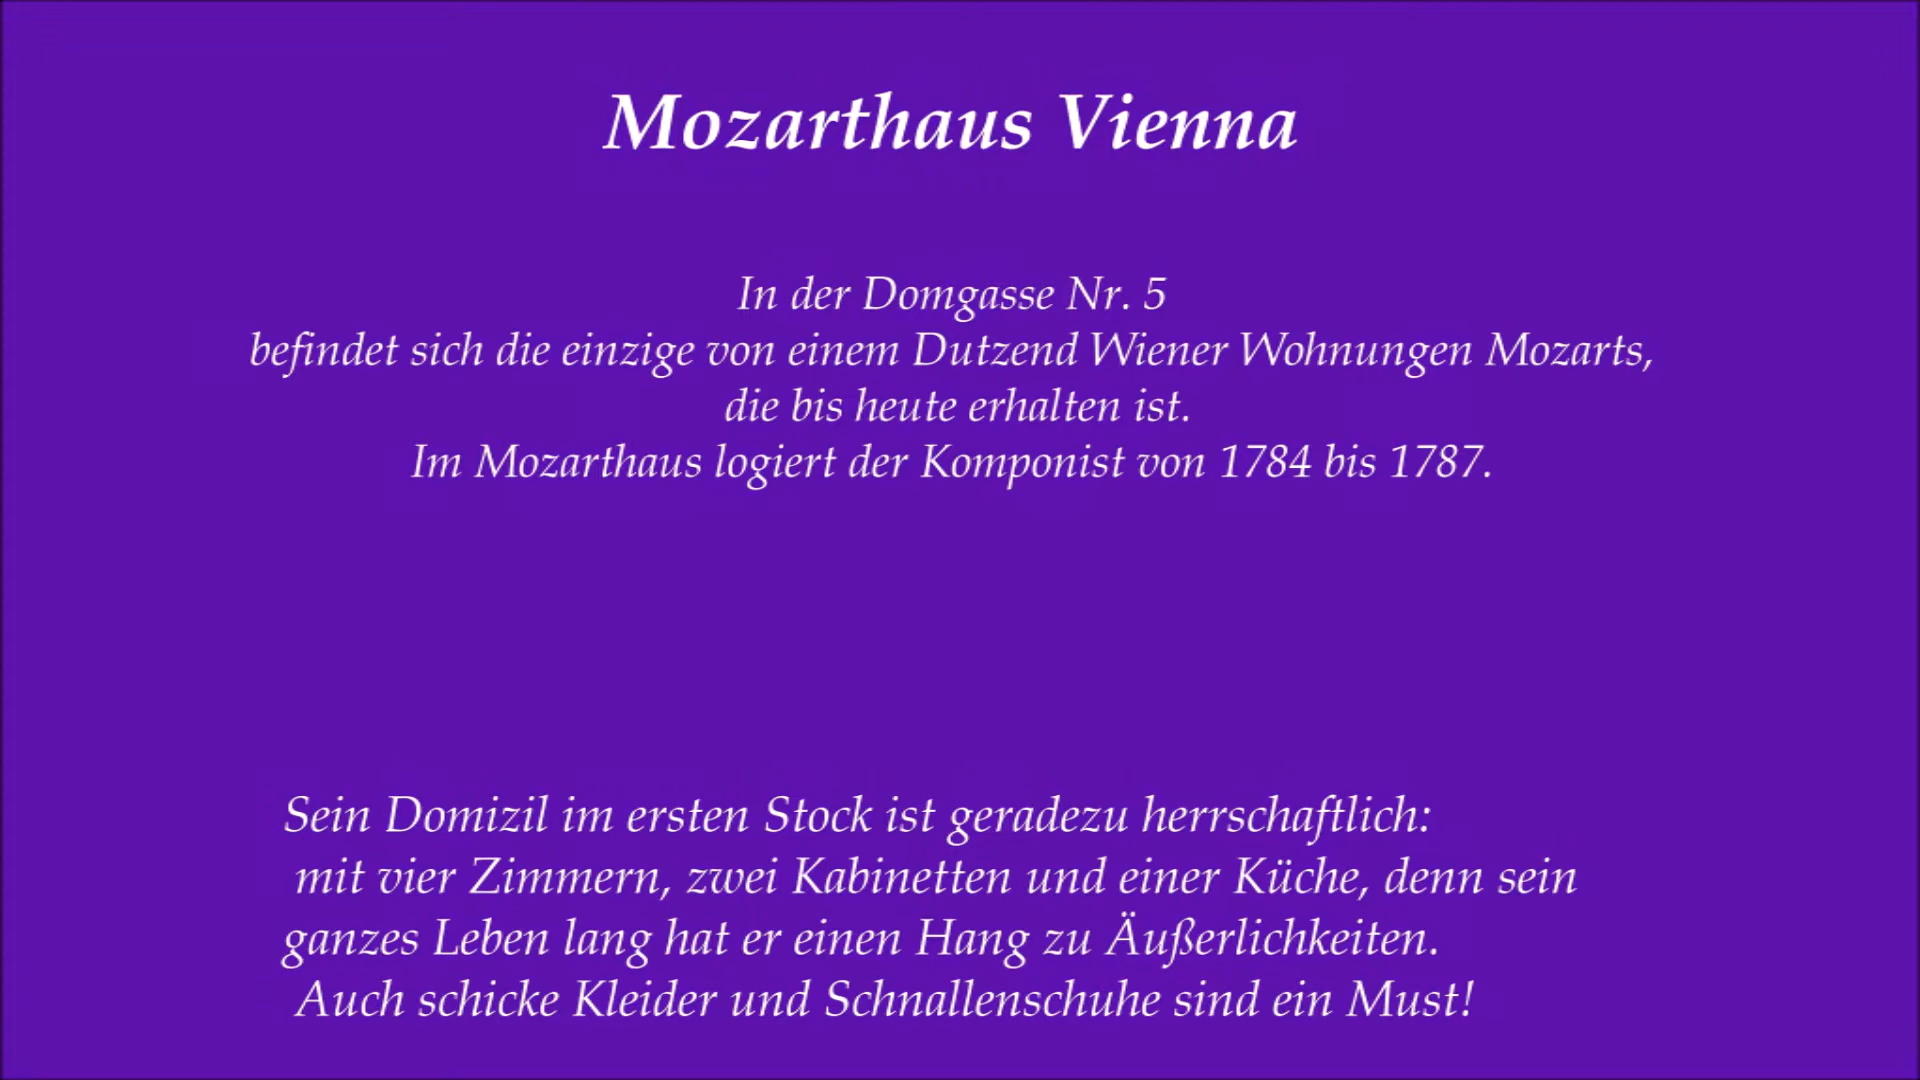 Mozarthaus Vienna
In der Domgasse Nr. 5
befindet sich die einzige von einem Dutzend Wiener Wohnungen Mozarts,
die bis heute erhalten ist.
Im Mozarthaus logiert der Komponist von 1784 bis 1787.
Sein Domizil im ersten Stock ist geradezu herrschaftlich:
mit vier Zimmern, zwei Kabinetten und einer Küche, denn sein
ganzes Leben lang hat er einen Hang zu Äußerlichkeiten.
Auch schicke Kleider und Schnallenschuhe sind ein Must!